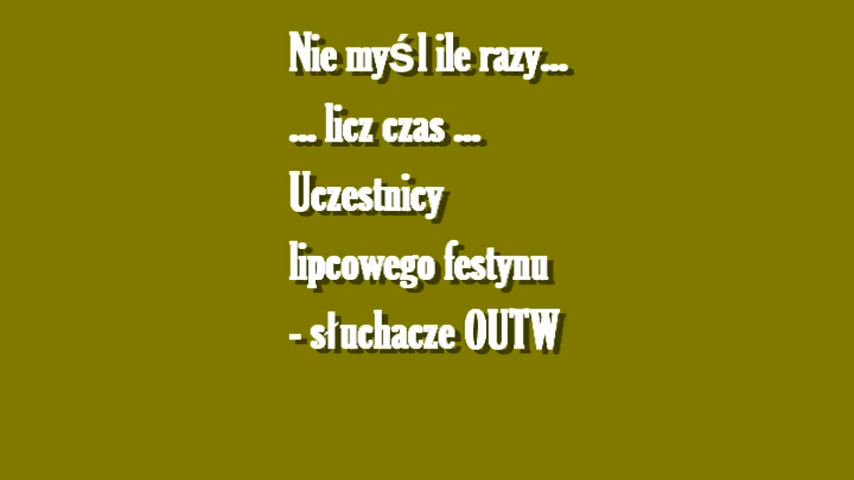 Nie myśl ile razy...
... licz czas ...
Uczestnicy
lipcowego festynu
- słuchacze OUTW